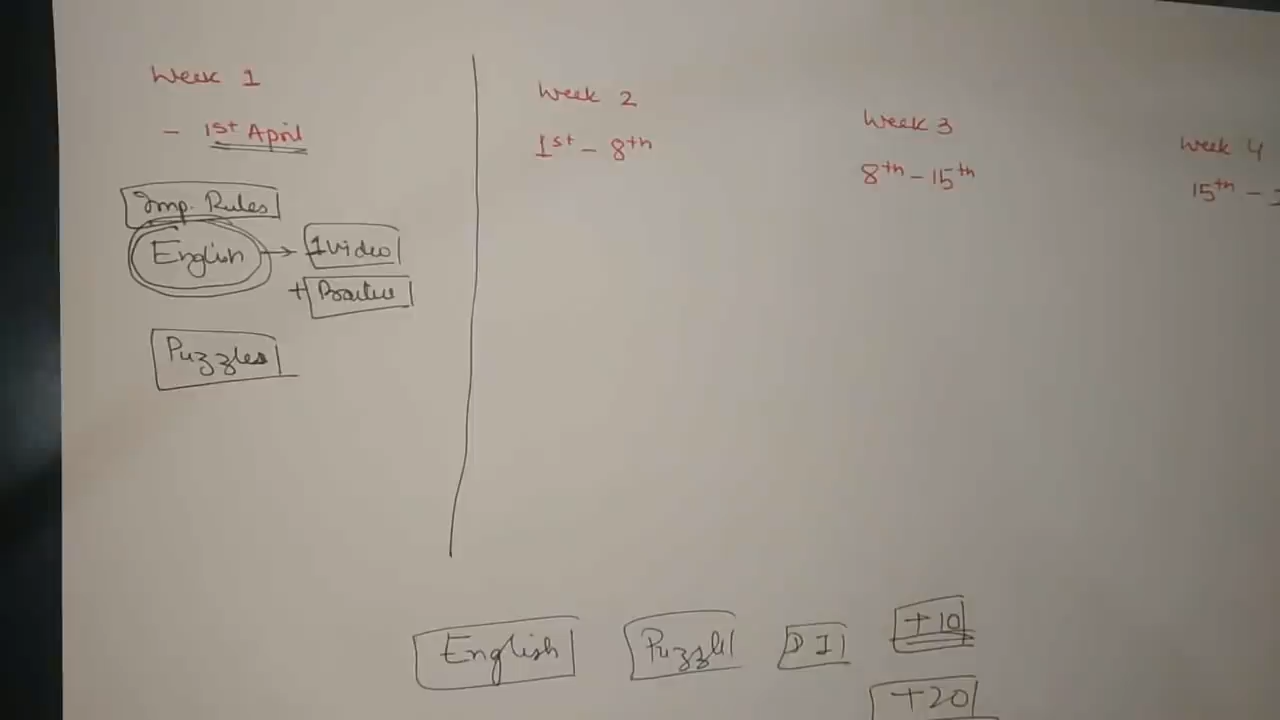 Week 1
- 1st April
Imp. Rules
English → 1 Video
+ Practice
Puzzles
Week 2
1st - 8th
Week 3
8th - 15th
Week 4
15th -
English Puzzle DI +10
+20